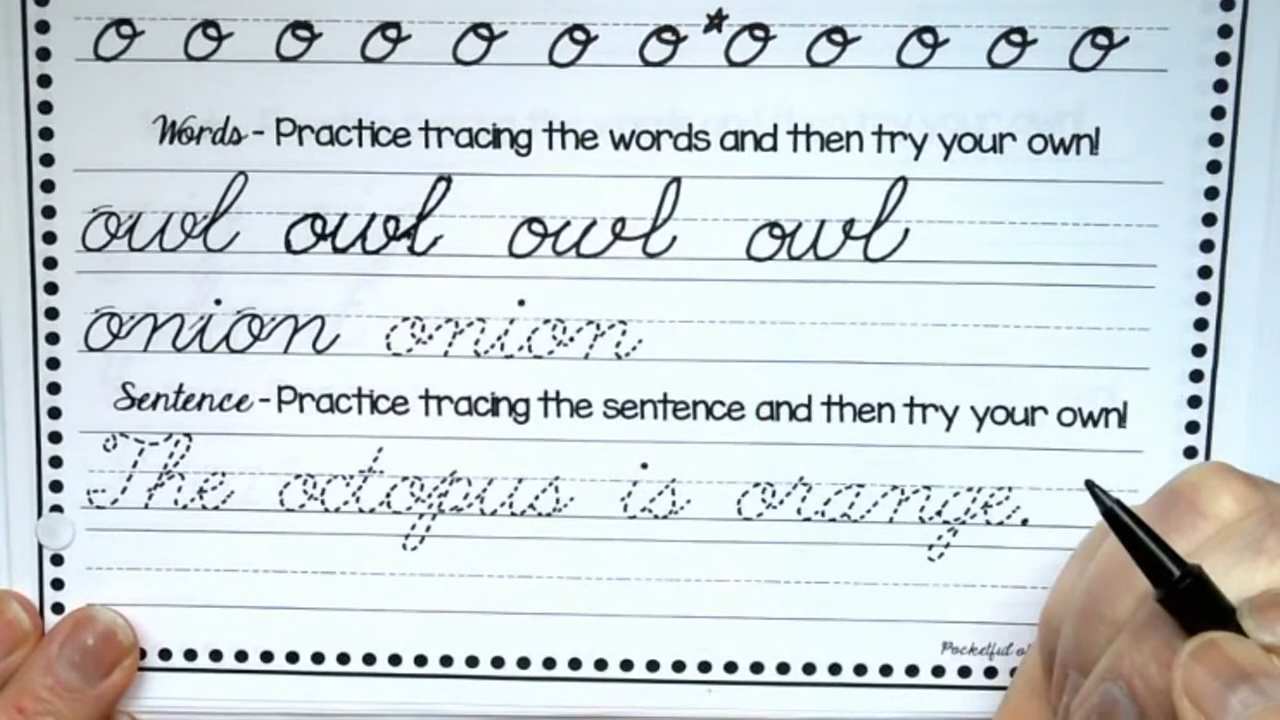 o o o o o o o *o o o o o
Words - Practice tracing the words and then try your own!
owl owl owl owl
onion onion
Sentence - Practice tracing the sentence and then try your own!
The octopus is orange.
Pocketful